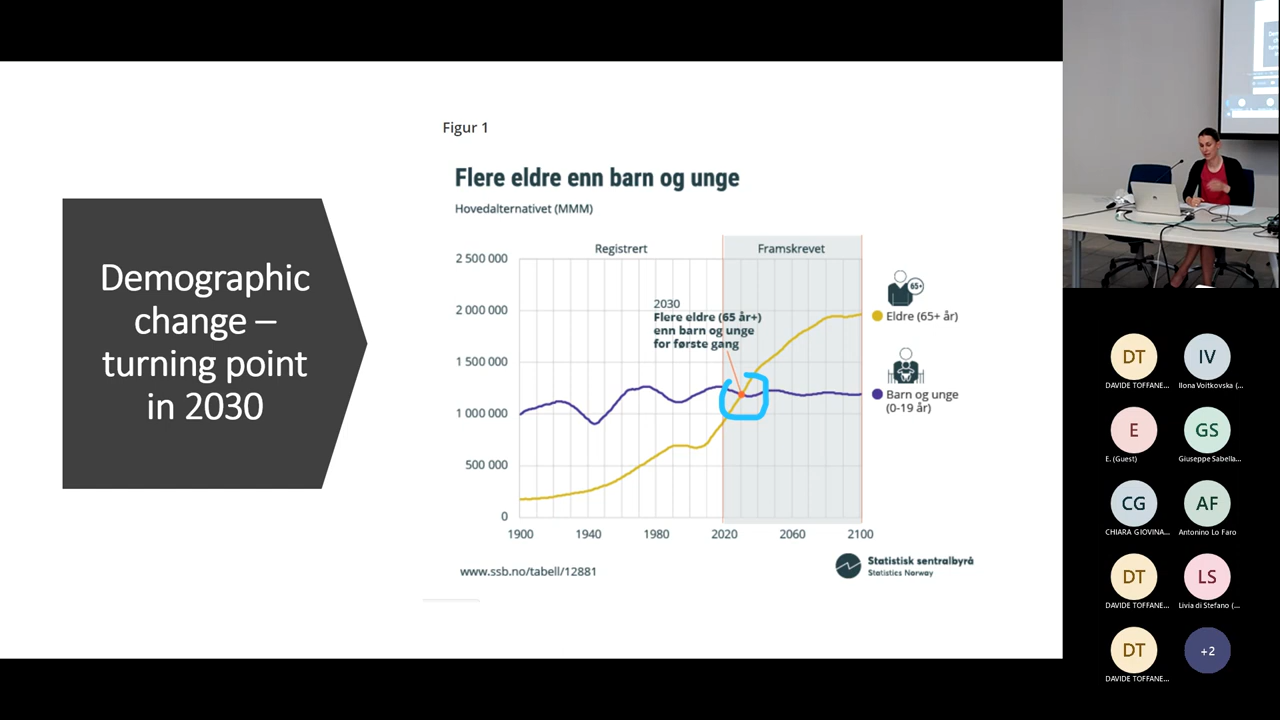 Demographic
change –
turning point
in 2030
Figur 1
Flere eldre enn barn og unge
Hovedalternativet (MMM)
Registrert
Framskrevet
2 500 000
2 000 000
1 500 000
1 000 000
500 000
0
2030
Flere eldre (65 år+)
enn barn og unge
for første gang
1900
1940
1980
2020
2060
2100
65+
Eldre (65+ år)
Barn og unge
(0-19 år)
www.ssb.no/tabell/12881
Statistisk sentralbyrå
Statistics Norway
DT
DAVIDE TOFFANE...
IV
Ilona Voitkovska (...
E
E. (Guest)
GS
Giuseppe Sabella...
CG
CHIARA GIOVINA...
AF
Antonino Lo Faro
DT
DAVIDE TOFFANE...
LS
Livia di Stefano (...
DT
DAVIDE TOFFANE...
+2